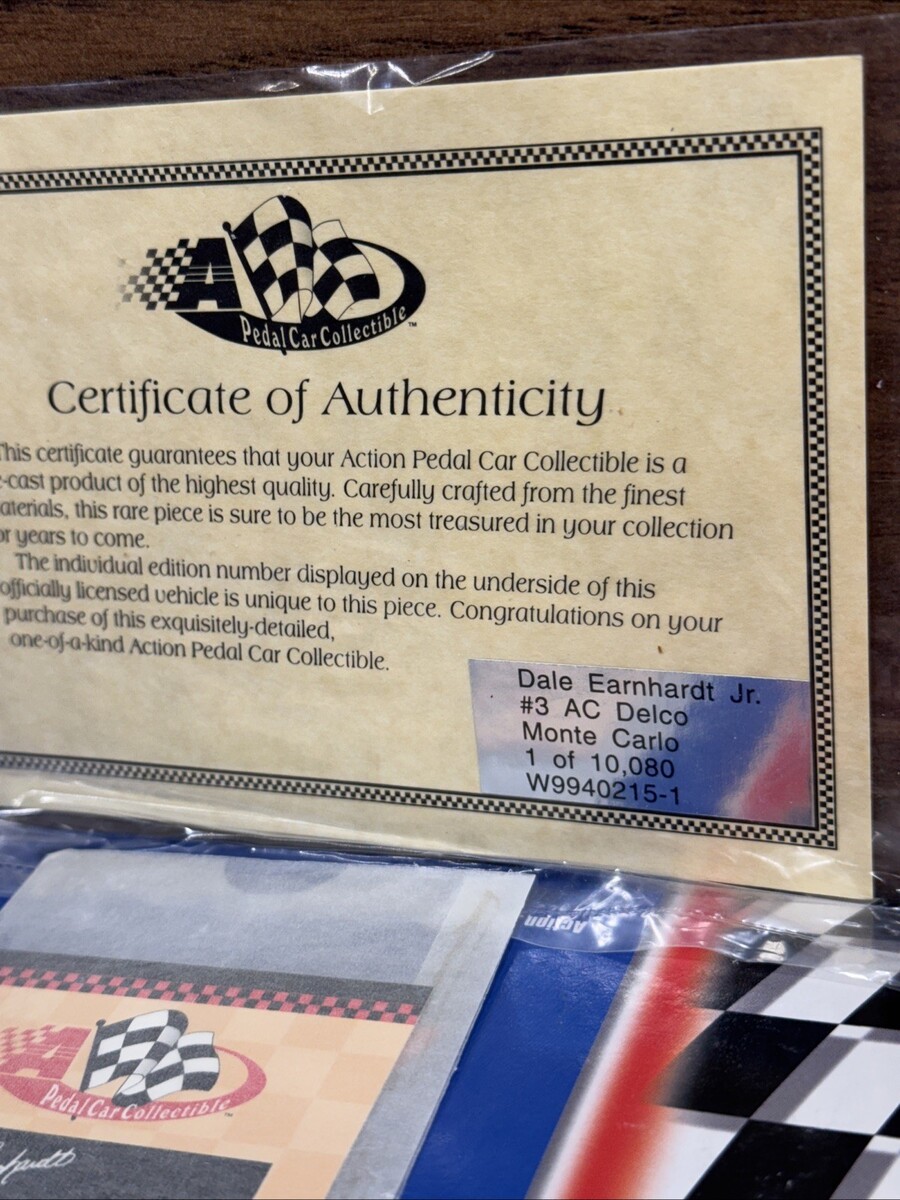 A
Pedal Car Collectible™
Certificate of Authenticity
This certificate guarantees that your Action Pedal Car Collectible is a
-cast product of the highest quality. Carefully crafted from the finest
aterials, this rare piece is sure to be the most treasured in your collection
or years to come.
The individual edition number displayed on the underside of this
officially licensed vehicle is unique to this piece. Congratulations on your
purchase of this exquisitely-detailed,
one-of-a-kind Action Pedal Car Collectible.
Dale Earnhardt Jr.
#3 AC Delco
Monte Carlo
1 of 10,080
W9940215-1
Action
A
Pedal Car Collectible™